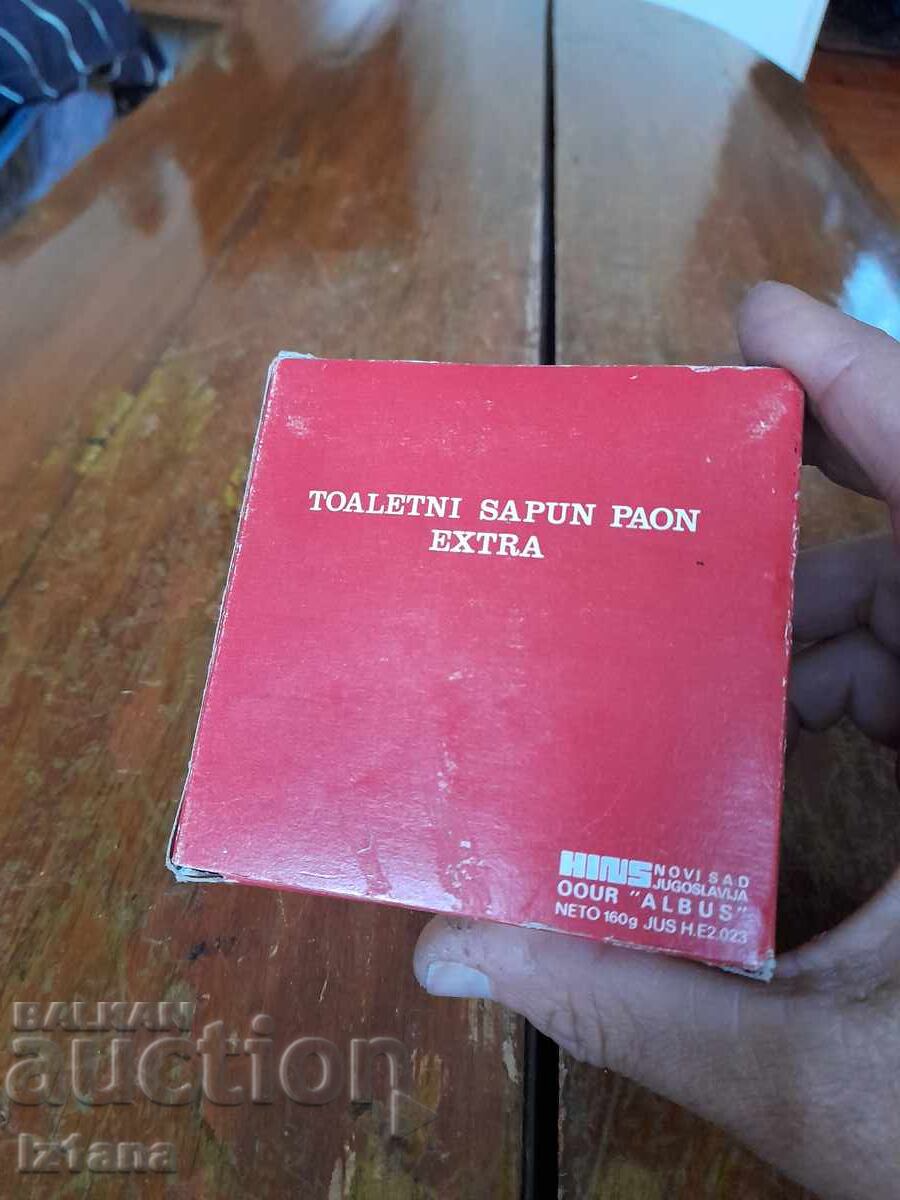 TOALETNI SAPUN PAON
EXTRA
HINS NOVI SAD
JUGOSLAVIJA
OOUR "ALBUS"
NETO 160g JUS H.E2.023
BALKAN
auction
Iztana